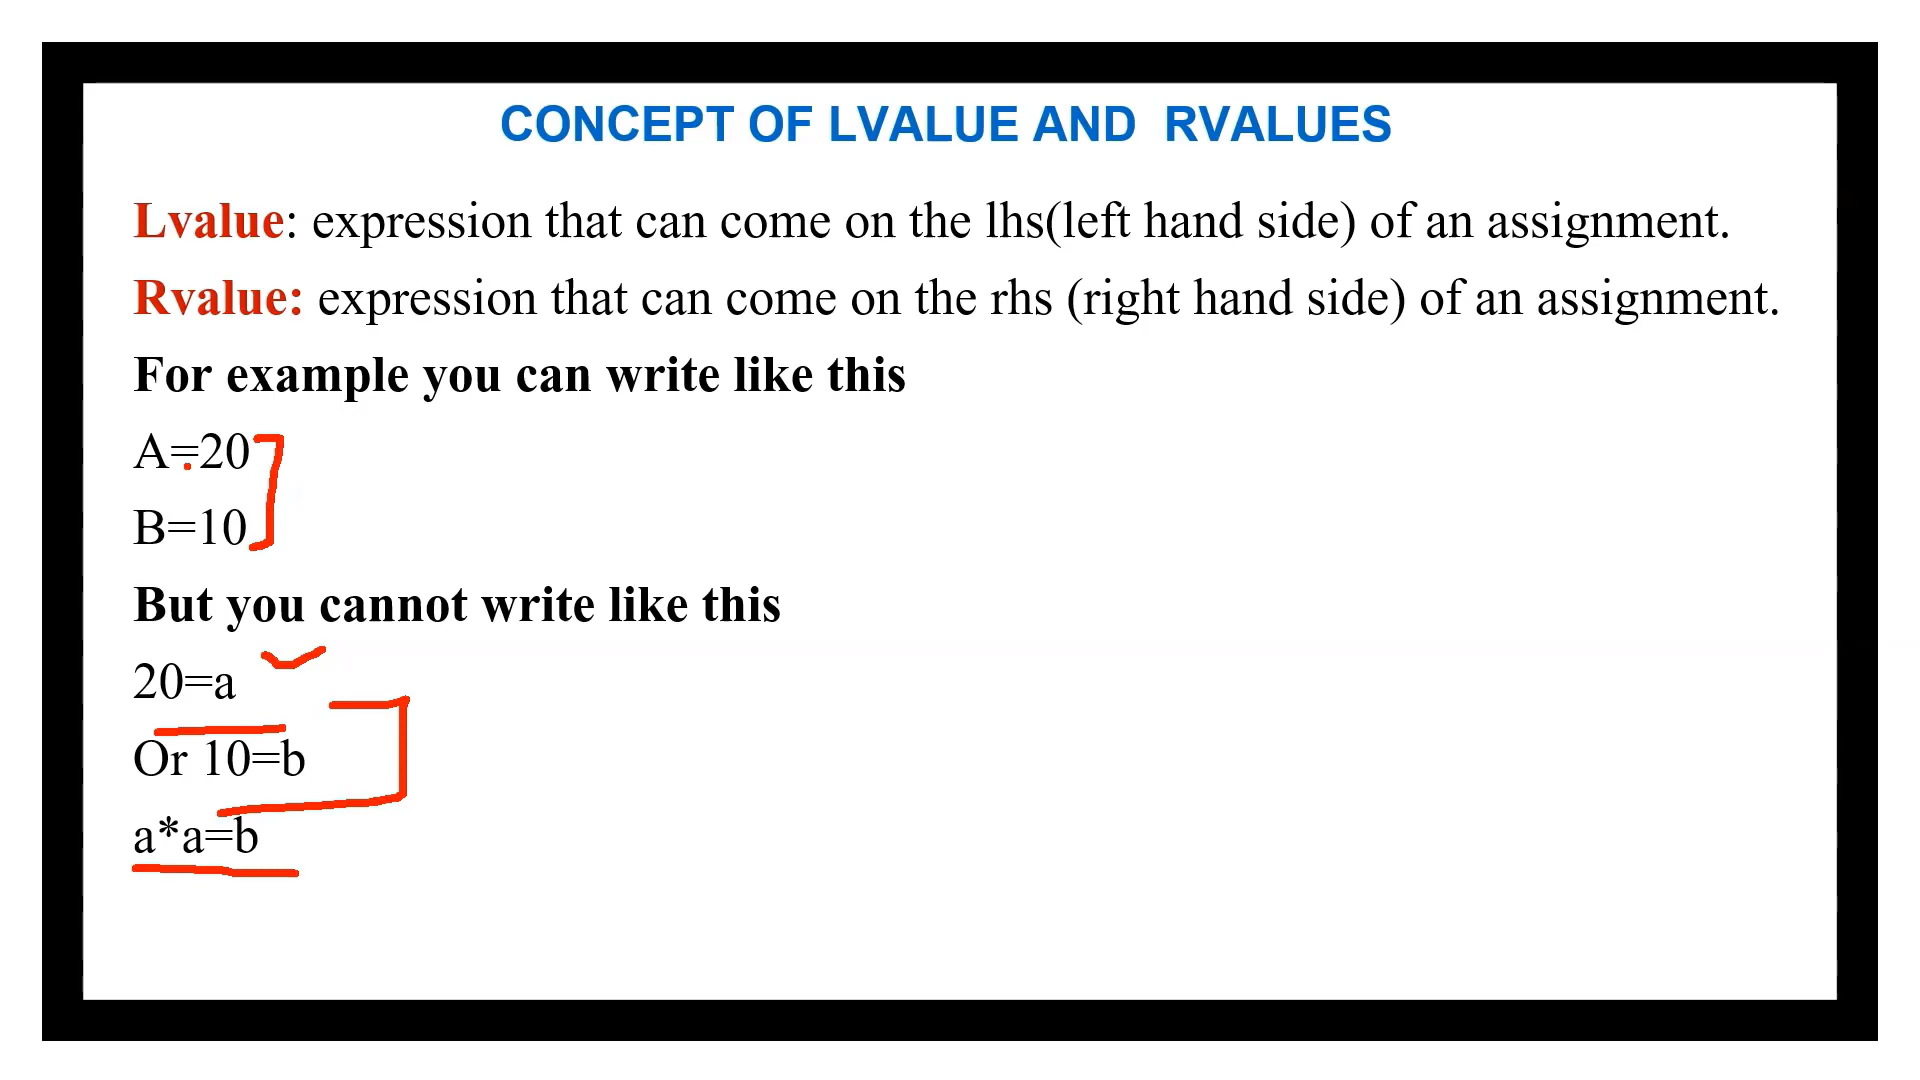 CONCEPT OF LVALUE AND RVALUES
Lvalue: expression that can come on the lhs(left hand side) of an assignment.
Rvalue: expression that can come on the rhs (right hand side) of an assignment.
For example you can write like this
A=20
B=10
But you cannot write like this
20=a
Or 10=b
a*a=b